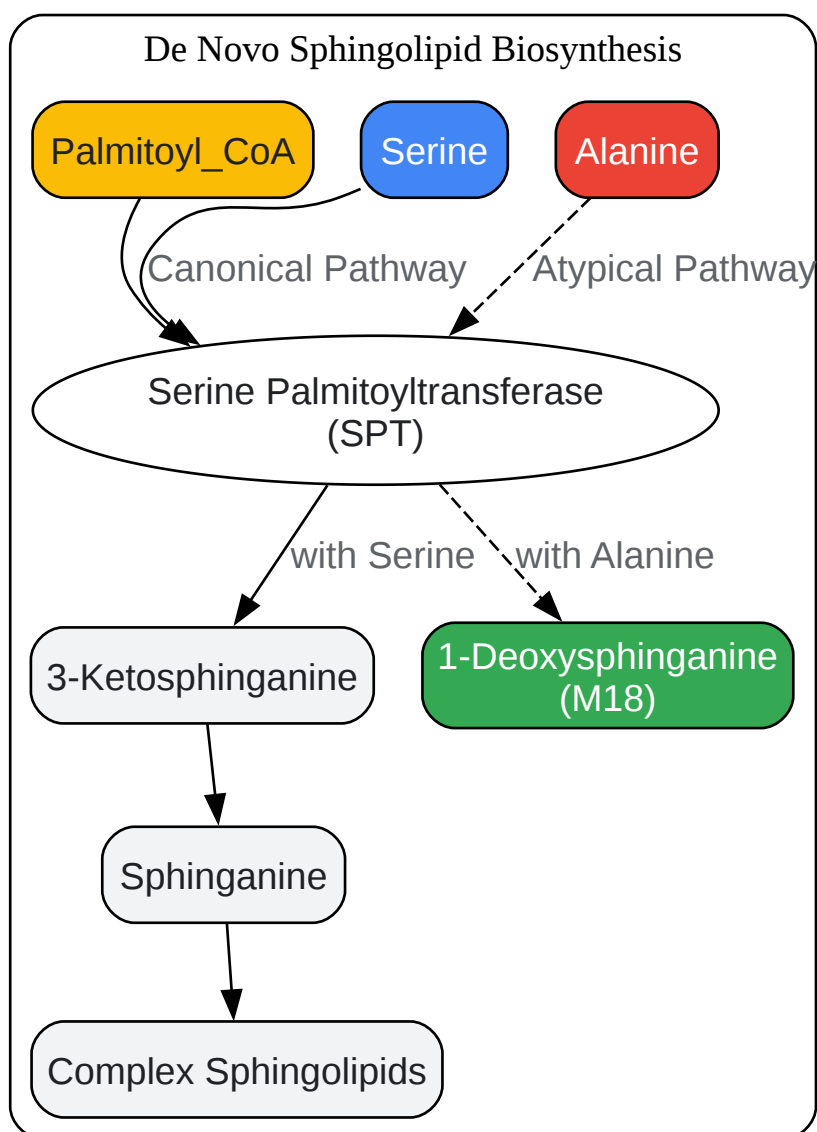 De Novo Sphingolipid Biosynthesis
Palmitoyl_CoA
Serine
Alanine
Canonical Pathway
Atypical Pathway
Serine Palmitoyltransferase
(SPT)
with Serine
with Alanine
3-Ketosphinganine
1-Deoxysphinganine
(M18)
Sphinganine
Complex Sphingolipids